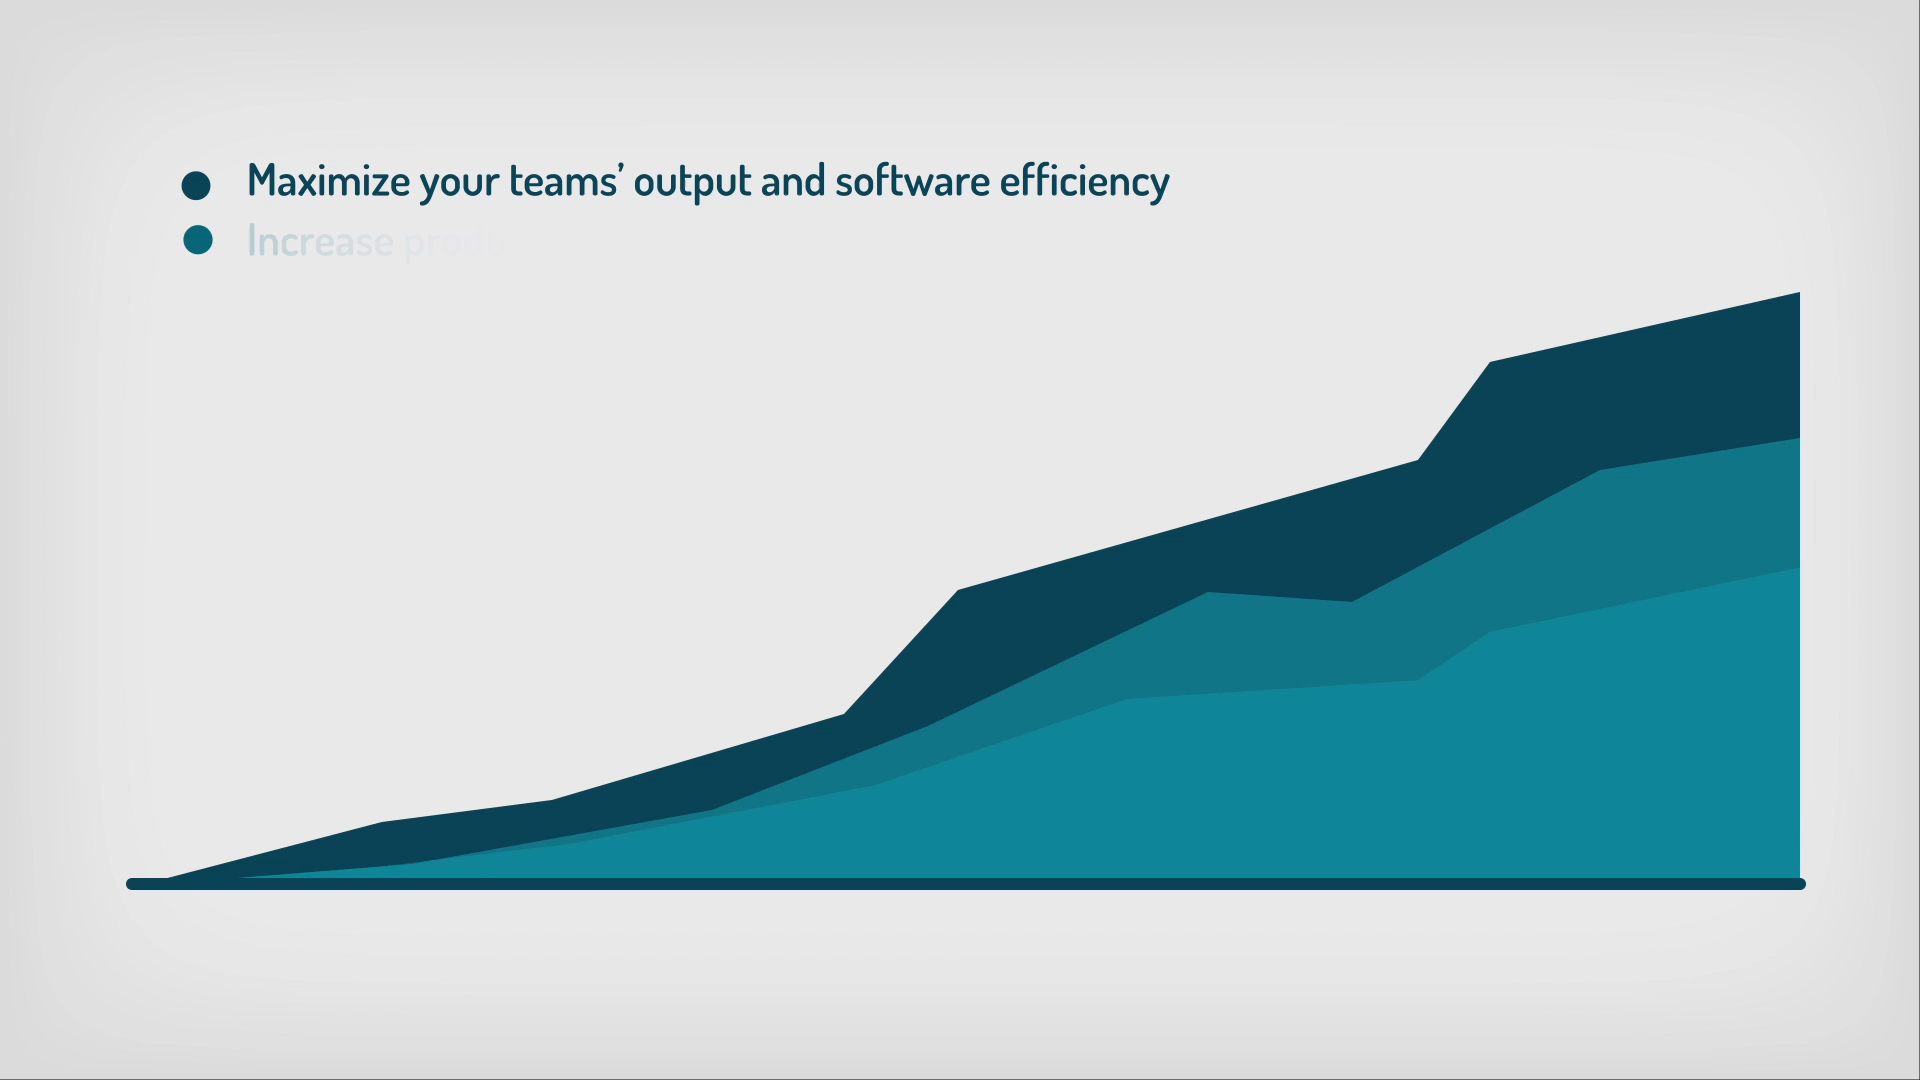 Maximize your teams’ output and software efficiency
Increase